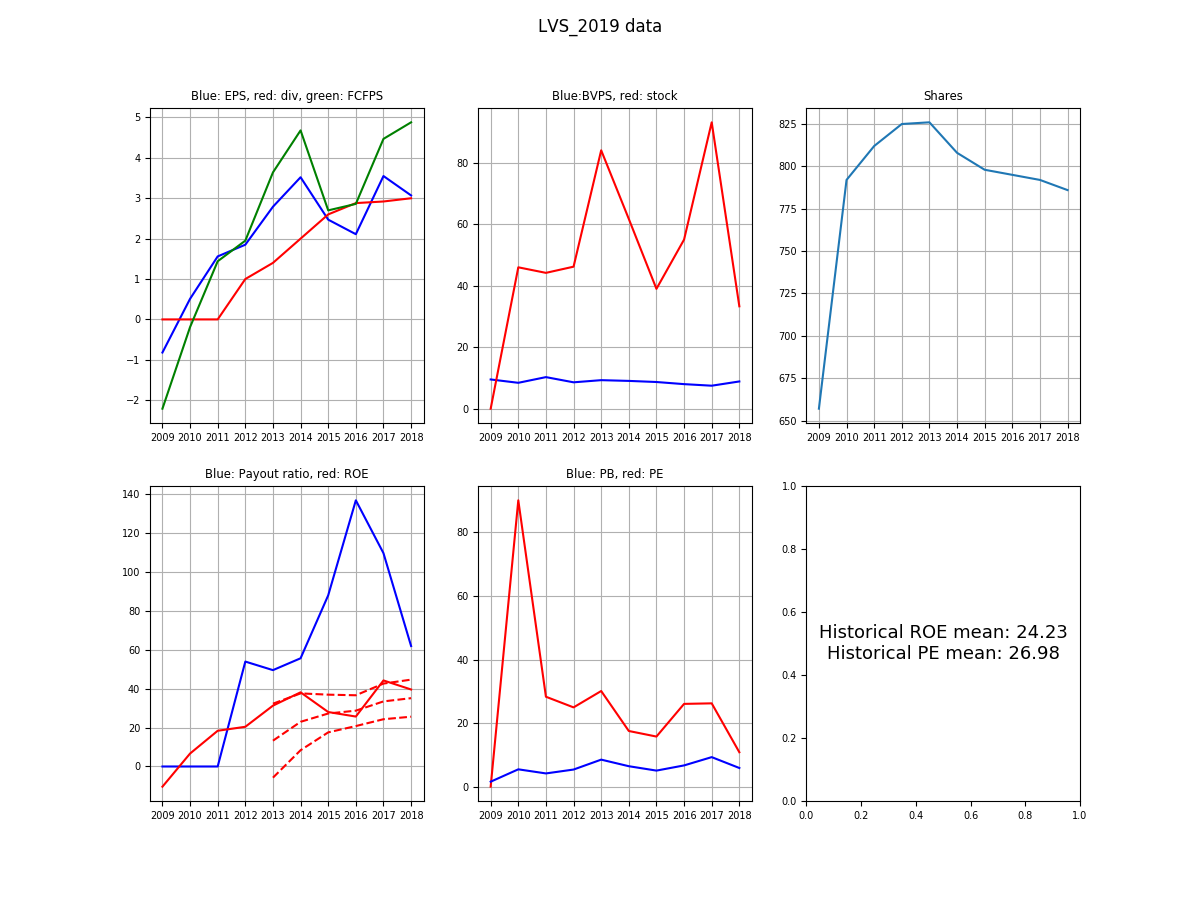 LVS_2019 data
Blue: EPS, red: div, green: FCFPS
5
4
3
2
1
0
−1
−2
2009 2010 2011 2012 2013 2014 2015 2016 2017 2018
Blue:BVPS, red: stock
80
60
40
20
0
2009 2010 2011 2012 2013 2014 2015 2016 2017 2018
Shares
825
800
775
750
725
700
675
650
2009 2010 2011 2012 2013 2014 2015 2016 2017 2018
Blue: Payout ratio, red: ROE
140
120
100
80
60
40
20
0
2009 2010 2011 2012 2013 2014 2015 2016 2017 2018
Blue: PB, red: PE
80
60
40
20
0
2009 2010 2011 2012 2013 2014 2015 2016 2017 2018
1.0
0.8
0.6
0.4
0.2
0.0
Historical ROE mean: 24.23
Historical PE mean: 26.98
0.0 0.2 0.4 0.6 0.8 1.0